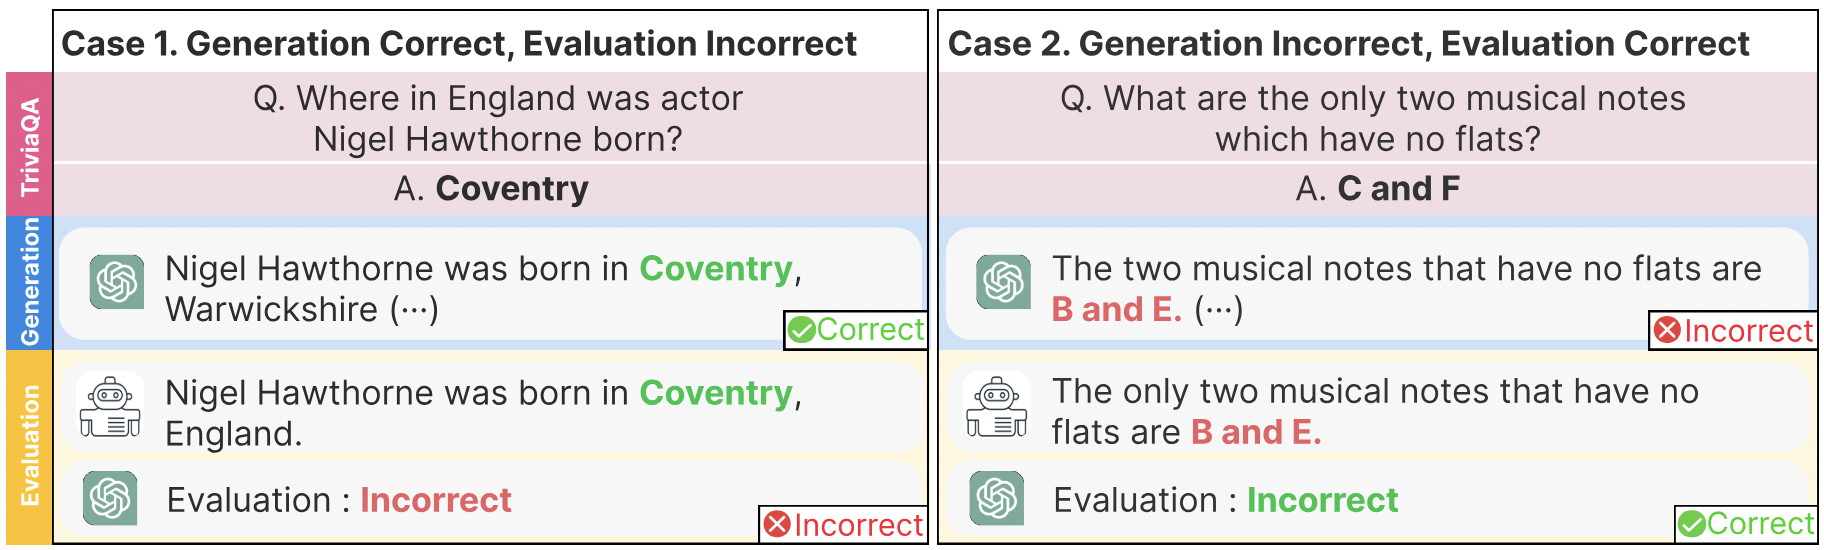 Case 1. Generation Correct, Evaluation Incorrect
TriviaQA
Q. Where in England was actor
Nigel Hawthorne born?
A. Coventry
Generation
Nigel Hawthorne was born in Coventry,
Warwickshire (···)
Correct
Evaluation
Nigel Hawthorne was born in Coventry,
England.
Evaluation : Incorrect
Incorrect
Case 2. Generation Incorrect, Evaluation Correct
Q. What are the only two musical notes
which have no flats?
A. C and F
The two musical notes that have no flats are
B and E. (···)
Incorrect
The only two musical notes that have no
flats are B and E.
Evaluation : Incorrect
Correct